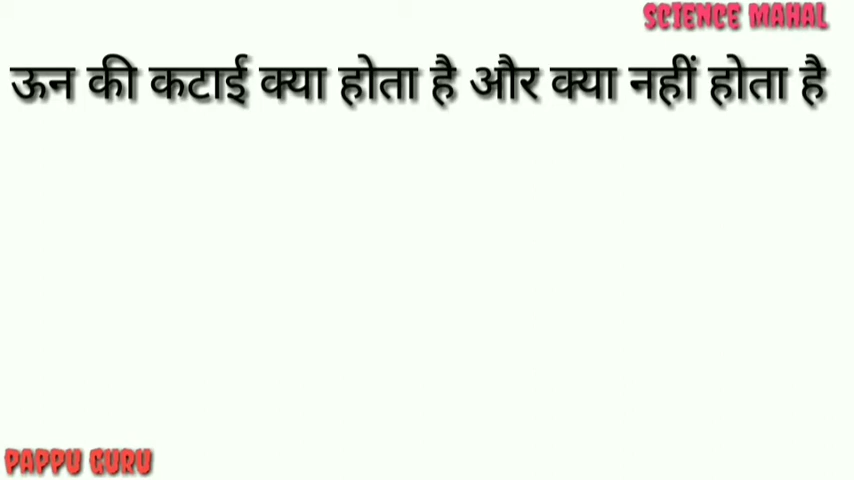 SCIENCE MAHAL
ऊन की कटाई क्या होता है और क्या नहीं होता है
PAPPU GURU